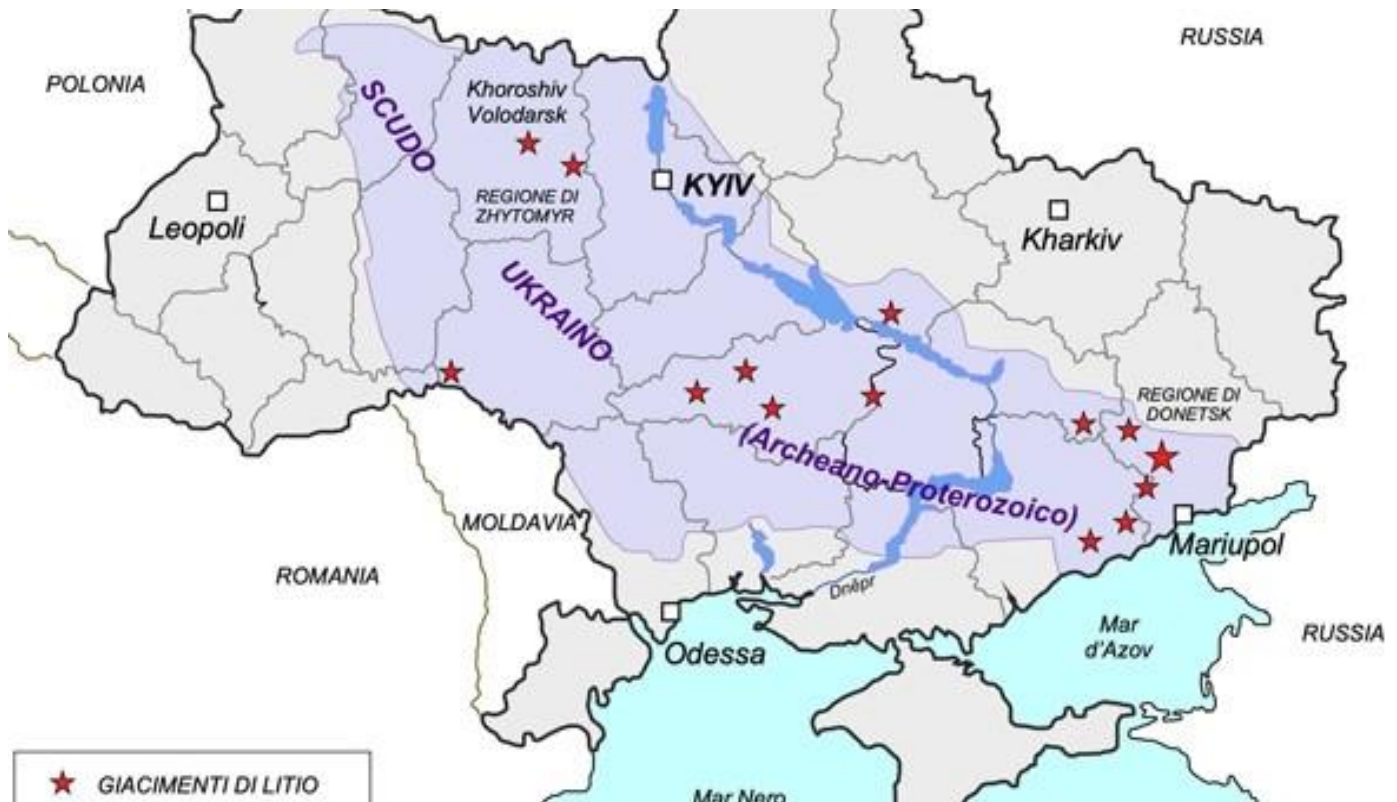 RUSSIA
POLONIA
Khoroshiv
Volodarsk
SCUDO
KYIV
REGIONE DI
ZHYTOMYR
Leopoli
Kharkiv
UKRAINO
REGIONE DI
DONETSK
(Archeano-Proterozoico)
MOLDAVIA
Mariupol
ROMANIA
Dnèpr
Mar
d'Azov
RUSSIA
Odessa
GIACIMENTI DI LITIO
Mar Nero